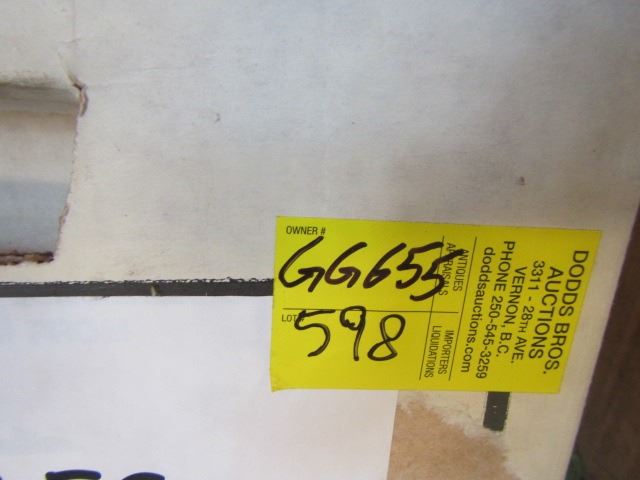 OWNER #
GG655
LOT #
598
ANTIQUES
APPRAISALS
IMPORTERS
LIQUIDATIONS
DODDS BROS.
AUCTIONS
3311 - 28TH AVE.
VERNON, B.C.
PHONE 250-545-3259
doddsauctions.com